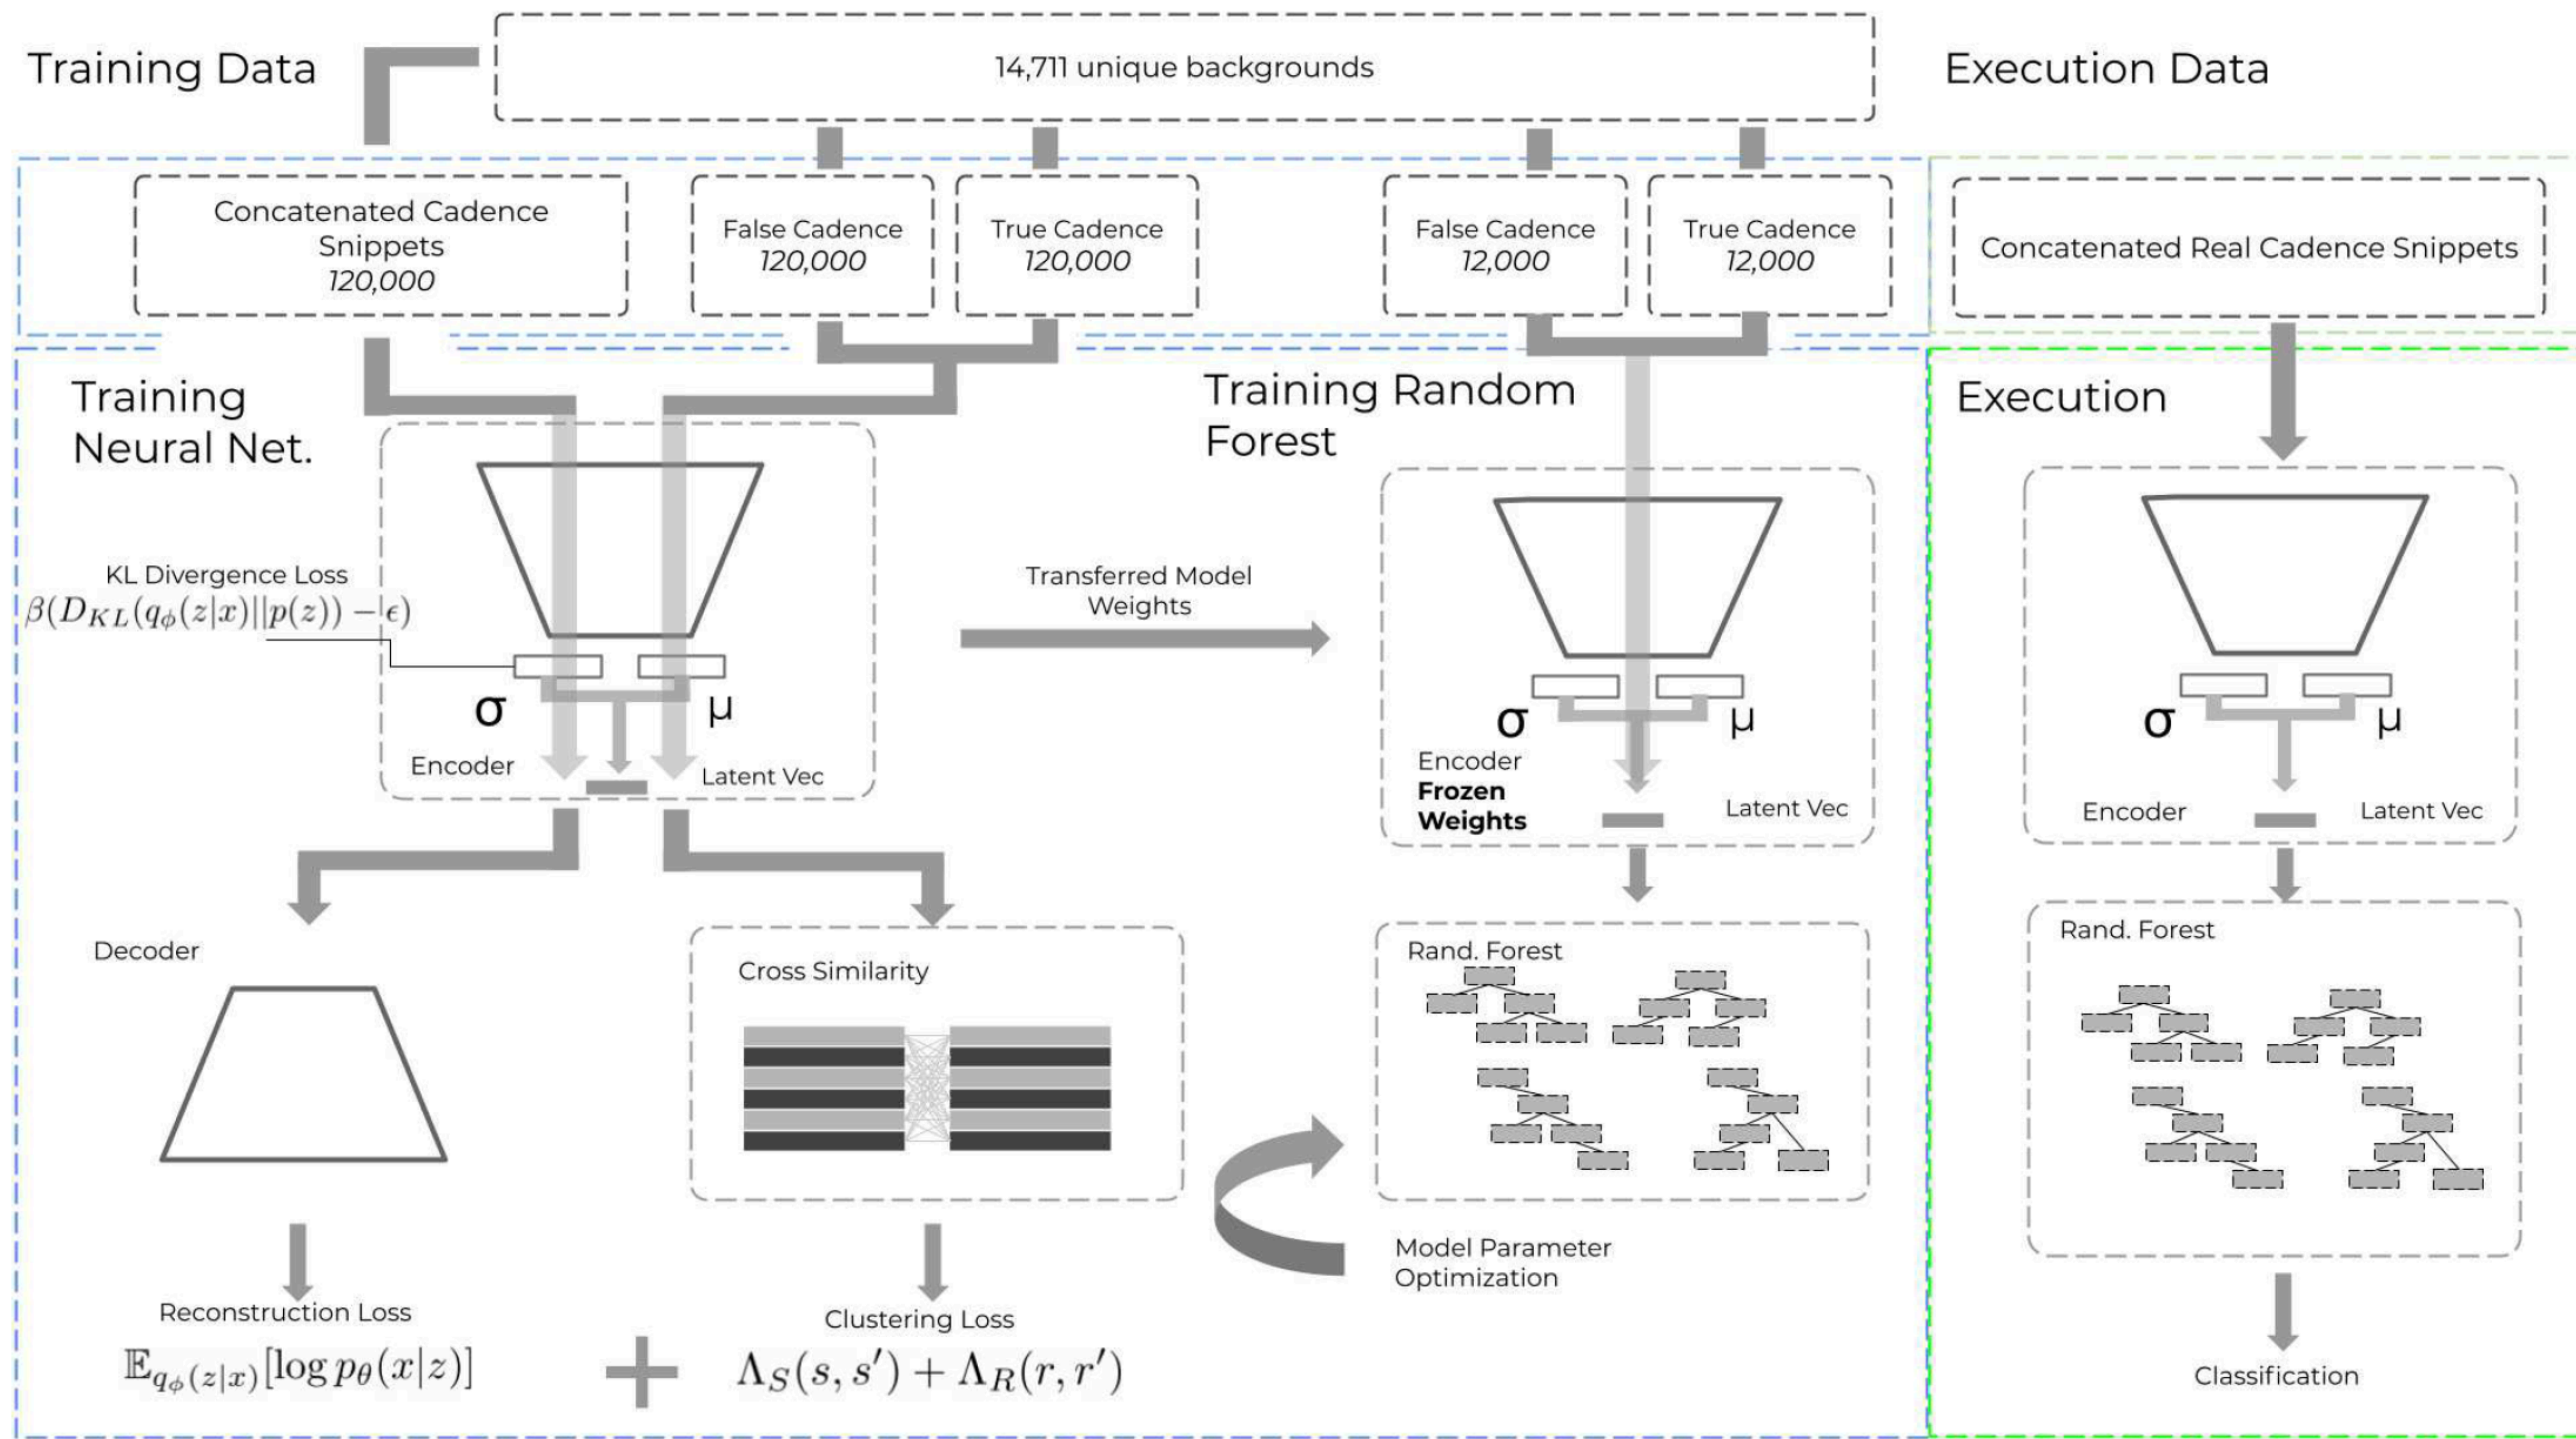 Training Data
14,711 unique backgrounds
Execution Data
Concatenated Cadence
Snippets
120,000
False Cadence
120,000
True Cadence
120,000
False Cadence
12,000
True Cadence
12,000
Concatenated Real Cadence Snippets
Training
Neural Net.
Training Random
Forest
Execution
KL Divergence Loss
β(D_{KL}(q_ϕ(z|x)||p(z)) − ϵ)
σ
μ
Encoder
Latent Vec
Transferred Model
Weights
σ
μ
Encoder
Frozen
Weights
Latent Vec
σ
μ
Encoder
Latent Vec
Decoder
Cross Similarity
Rand. Forest
Rand. Forest
Model Parameter
Optimization
Reconstruction Loss
𝔼_{q_ϕ(z|x)}[log p_θ(x|z)]
+
Clustering Loss
Λ_S(s, s′) + Λ_R(r, r′)
Classification